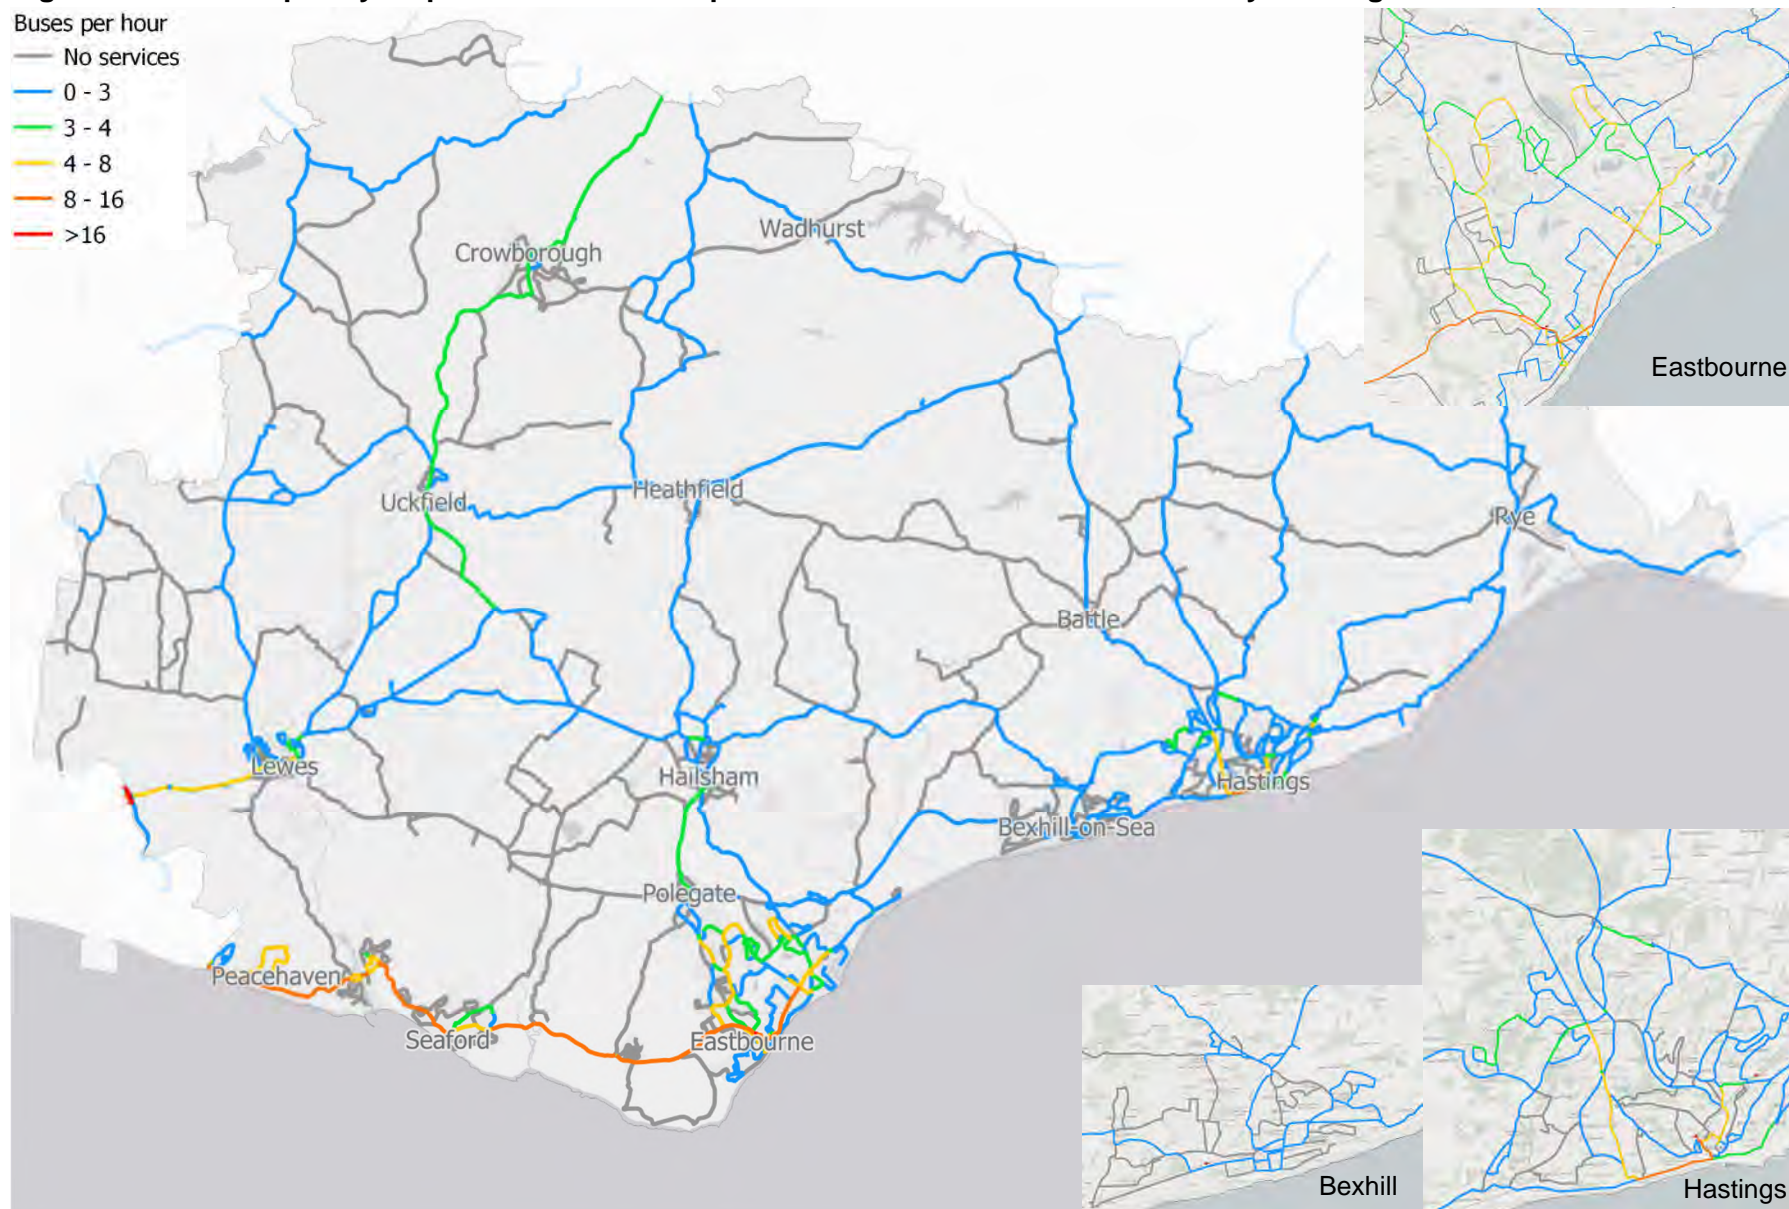 Buses per hour
No services
0 - 3
3 - 4
4 - 8
8 - 16
>16
Eastbourne
Wadhurst
Crowborough
Uckfield
Heathfield
Rye
Battle
Lewes
Hailsham
Hastings
Bexhill-on-Sea
Polegate
Peacehaven
Seaford
Eastbourne
Bexhill
Hastings